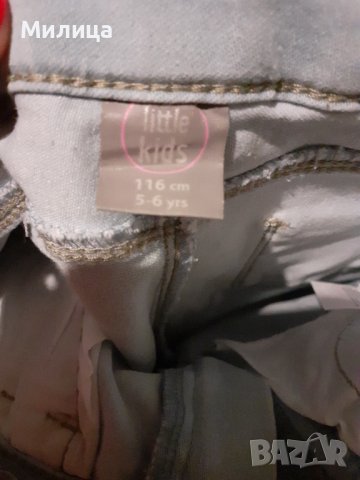 Милица
little
kids
116 cm
5-6 yrs
BAZAR